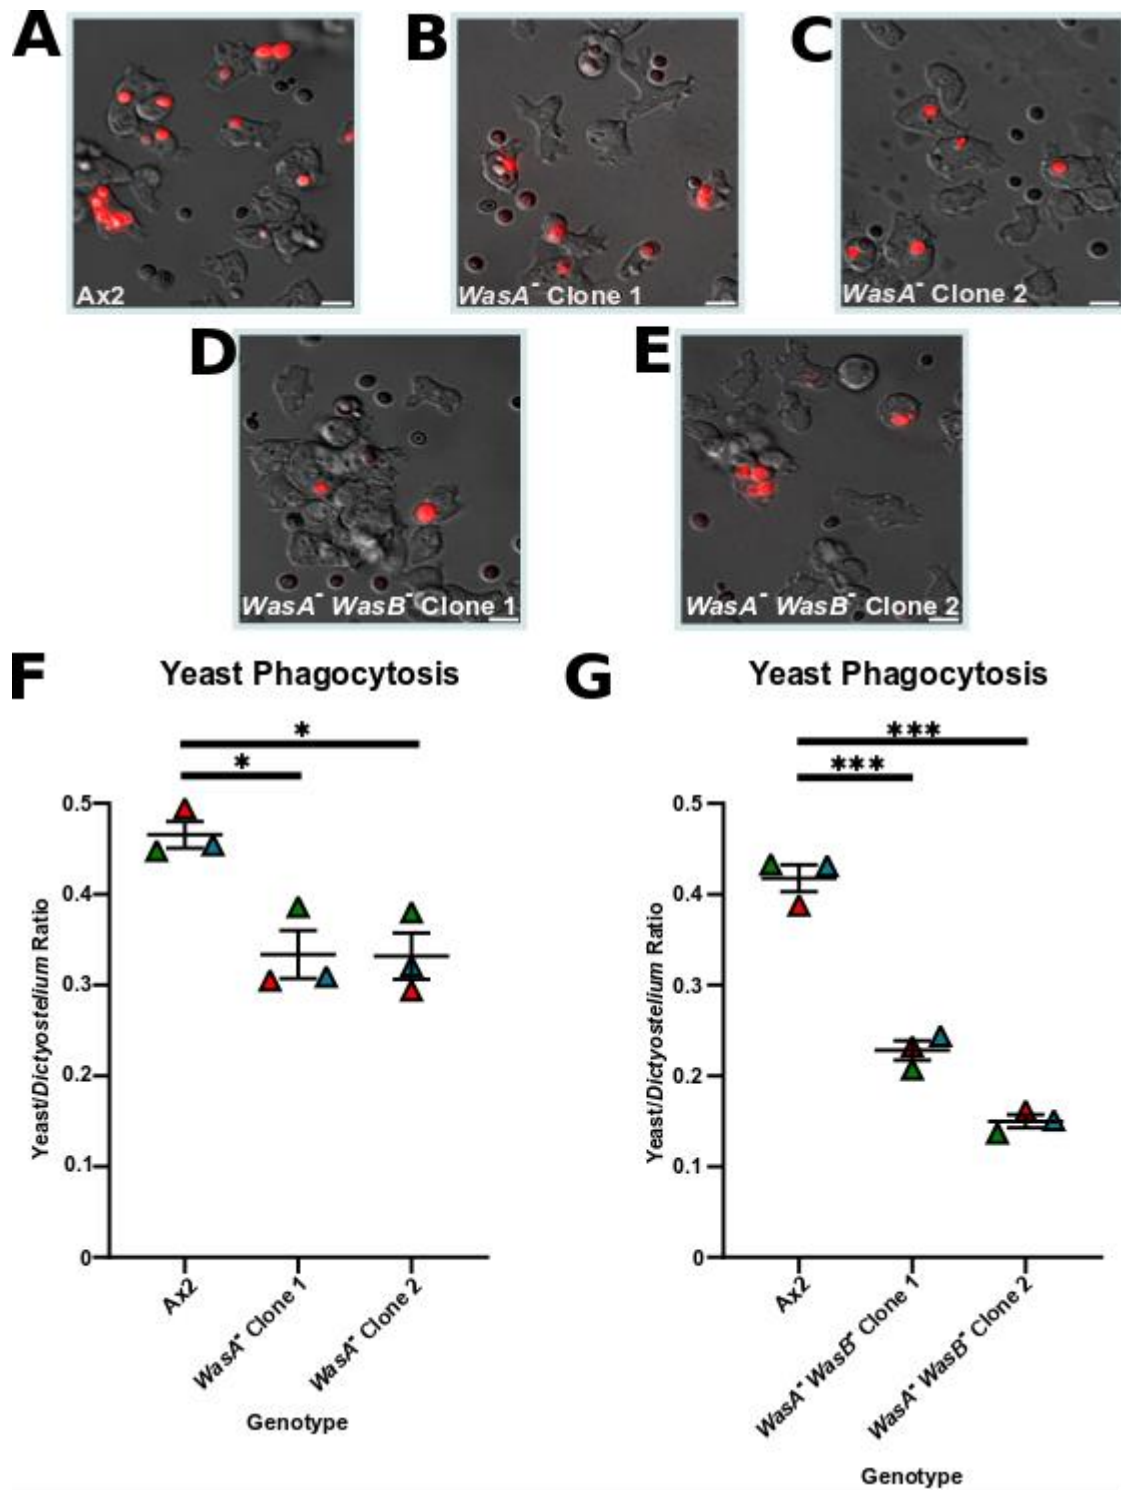 A
B
C
Ax2
WasA- Clone 1
WasA- Clone 2
D
E
WasA- WasB- Clone 1
WasA- WasB- Clone 2
F
Yeast Phagocytosis
G
Yeast Phagocytosis
*
*
***
***
Yeast/Dictyostelium Ratio
0.5
0.4
0.3
0.2
0.1
0
Ax2
WasA- Clone 1
WasA- Clone 2
Genotype
Yeast/Dictyostelium Ratio
0.5
0.4
0.3
0.2
0.1
0
Ax2
WasA- WasB- Clone 1
WasA- WasB- Clone 2
Genotype